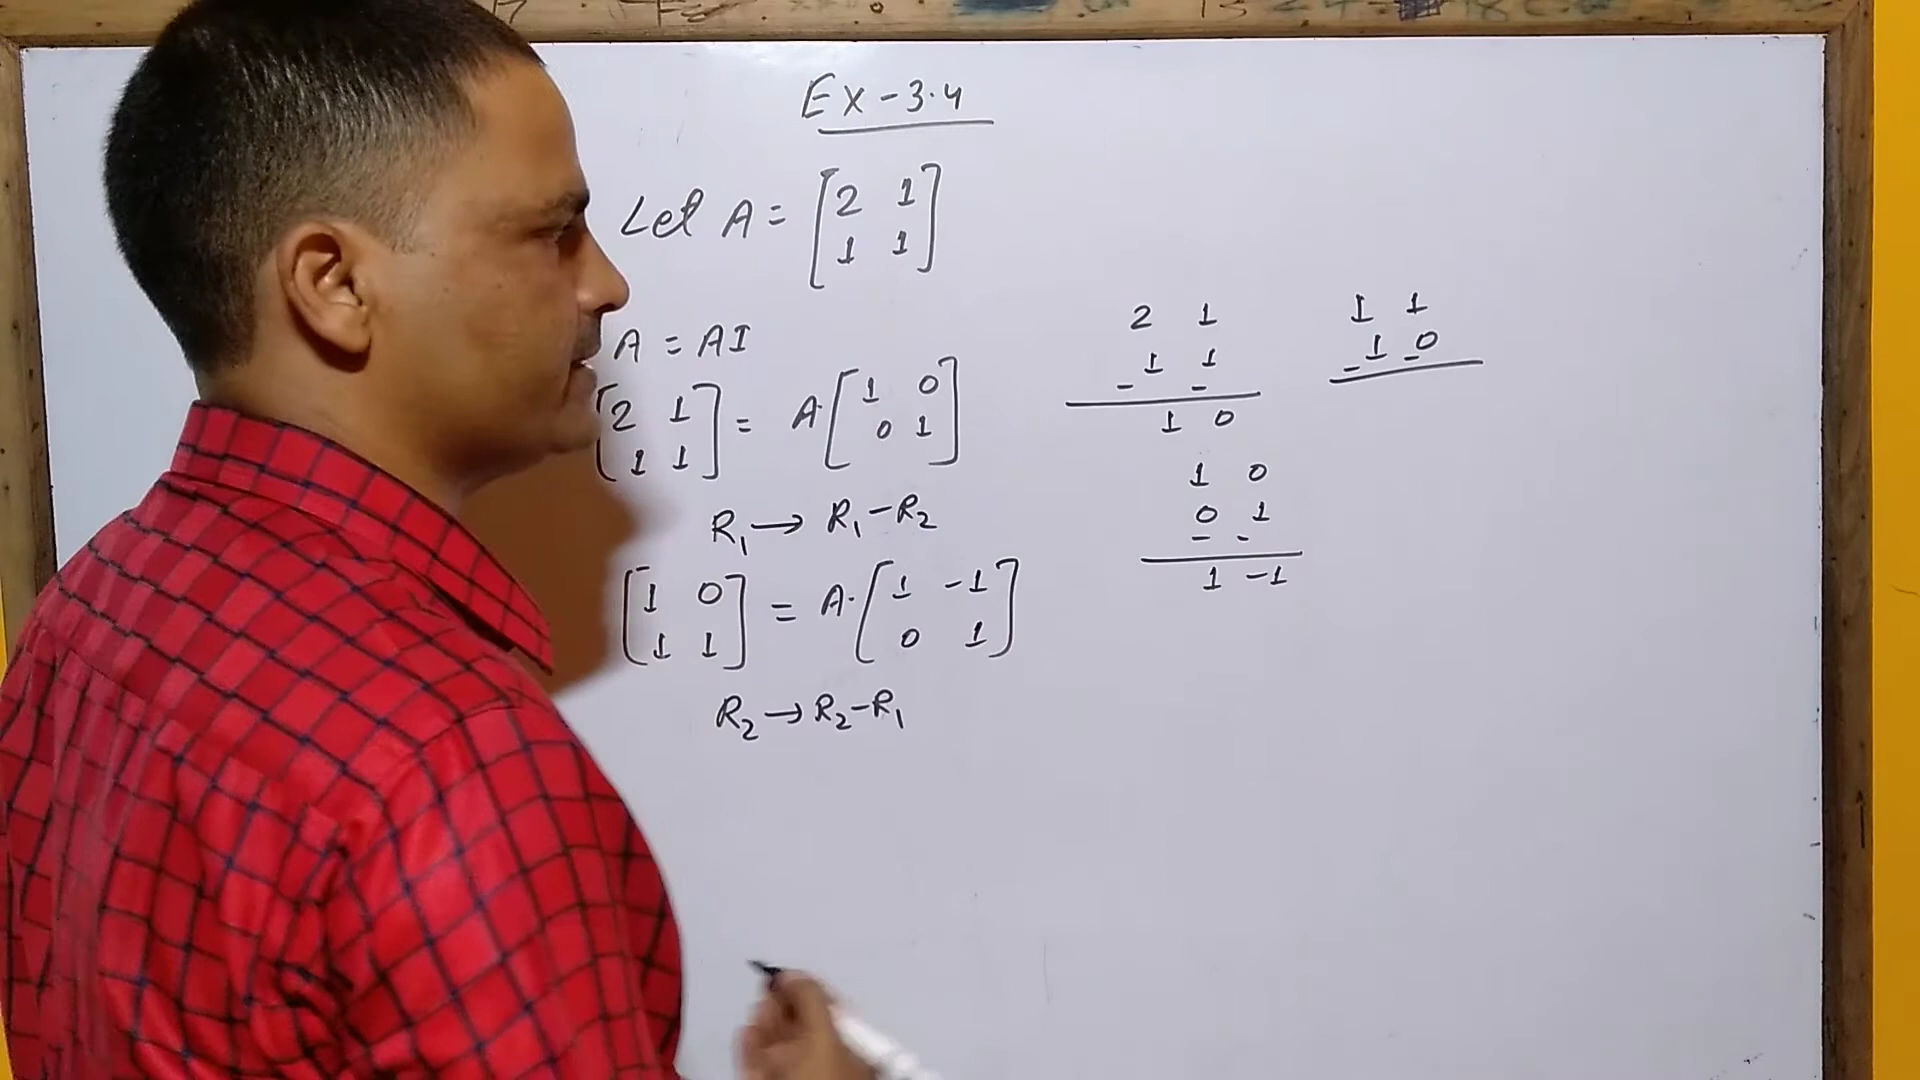 Ex-3.4
Let A = [2 1
1 1]
A = AI
[2 1
1 1] = A. [1 0
0 1]
R₁ → R₁-R₂
[1 0
1 1] = A. [1 -1
0 1]
R₂ → R₂-R₁
2 1
1 1
- -
1 0
1 0
0 1
- -
1 -1
1 1
1 0
- -